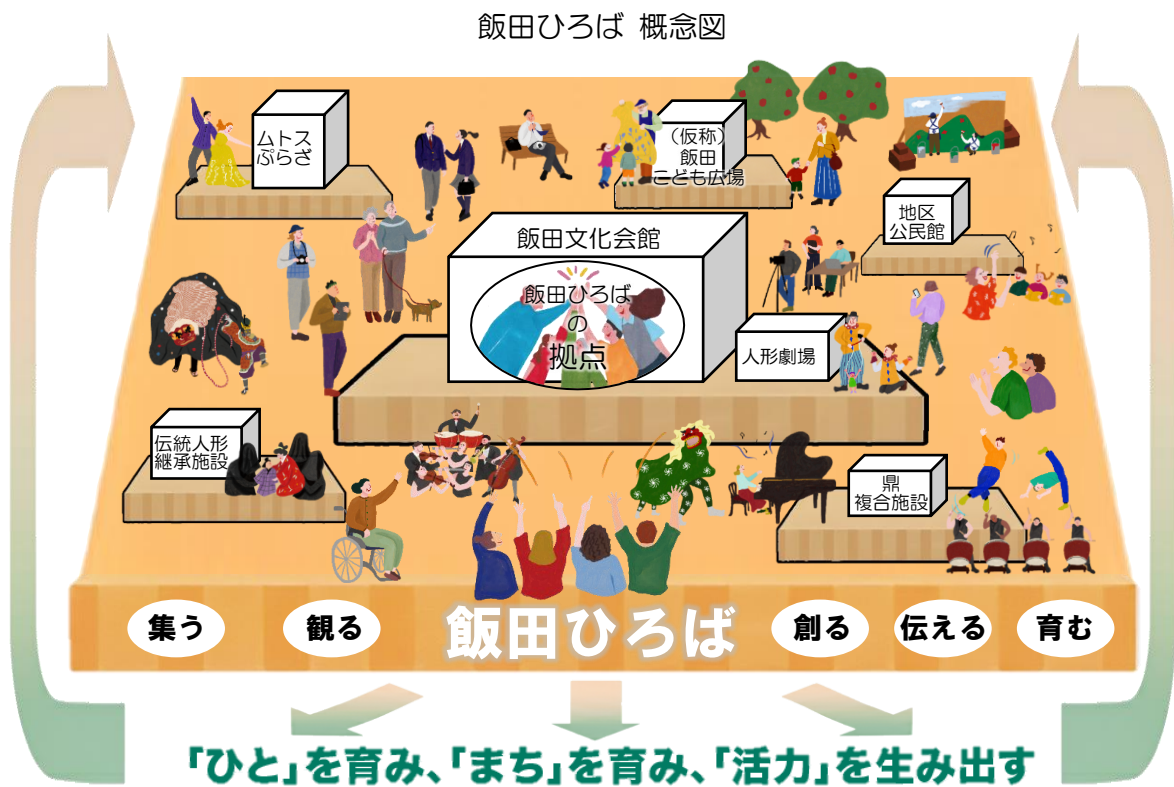 飯田ひろば 概念図
ムトス
ぷらざ
（仮称）
飯田
こども広場
地区
公民館
飯田文化会館
飯田ひろば
の
拠点
人形劇場
伝統人形
継承施設
鼎
複合施設
集う
観る
飯田ひろば
創る
伝える
育む
「ひと」を育み、「まち」を育み、「活力」を生み出す